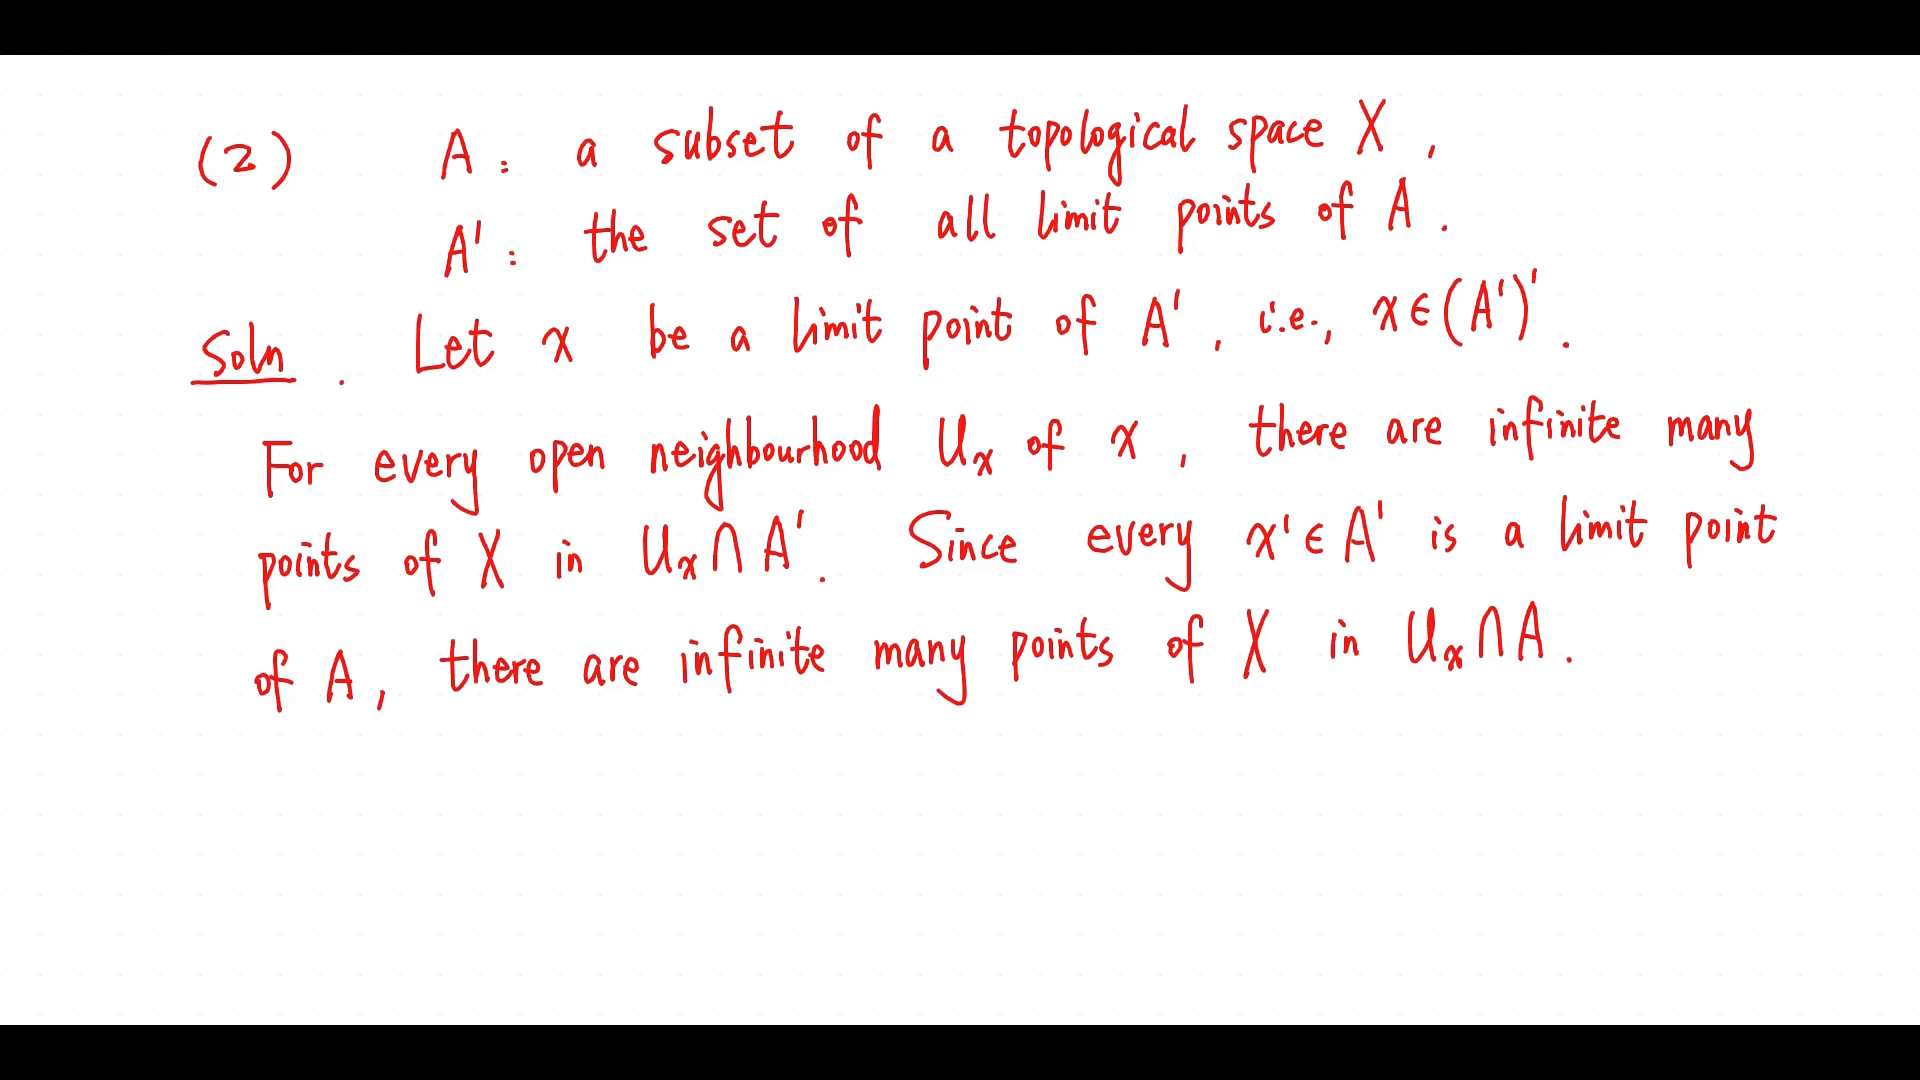 (2) A : a subset of a topological space X ,
A' : the set of all limit points of A .
Soln . Let x be a limit point of A' , i.e., x ∈ (A')' .
For every open neighbourhood Uₓ of x , there are infinite many
points of X in Uₓ ∩ A' . Since every x' ∈ A' is a limit point
of A , there are infinite many points of X in Uₓ ∩ A .